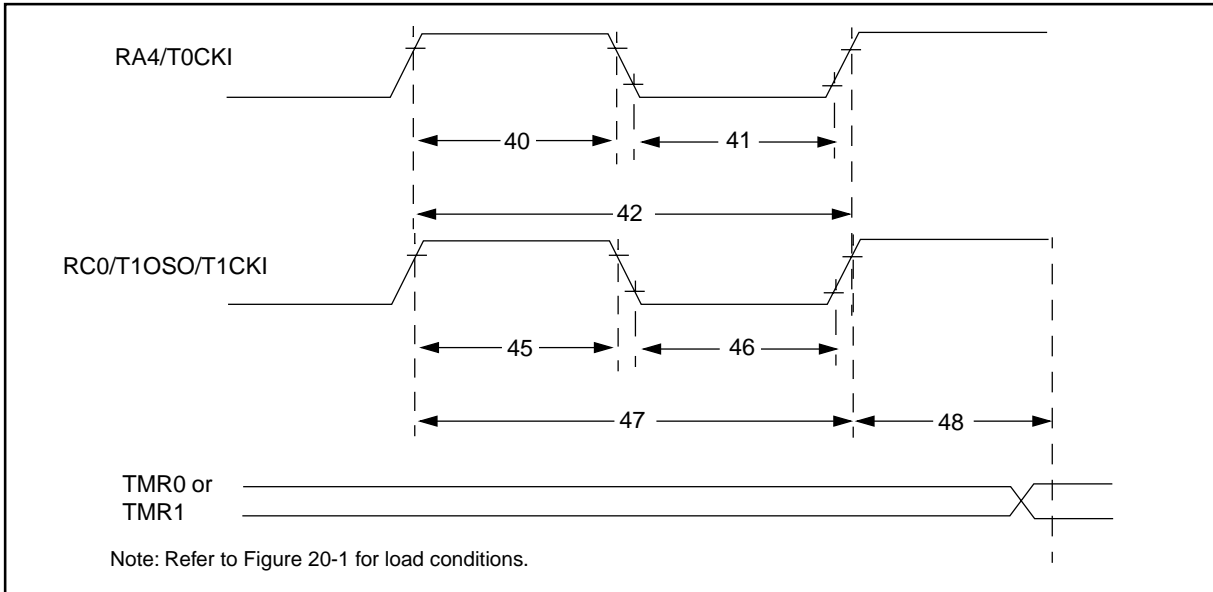 RA4/T0CKI
40
41
42
RC0/T1OSO/T1CKI
45
46
47
48
TMR0 or
TMR1
Note: Refer to Figure 20-1 for load conditions.